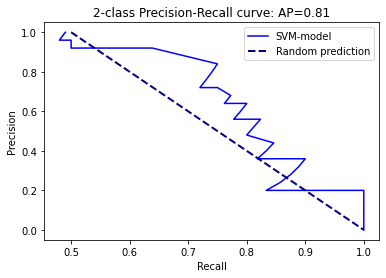 2-class Precision-Recall curve: AP=0.81
SVM-model
Random prediction
Precision
1.0
0.8
0.6
0.4
0.2
0.0
0.5
0.6
0.7
0.8
0.9
1.0
Recall